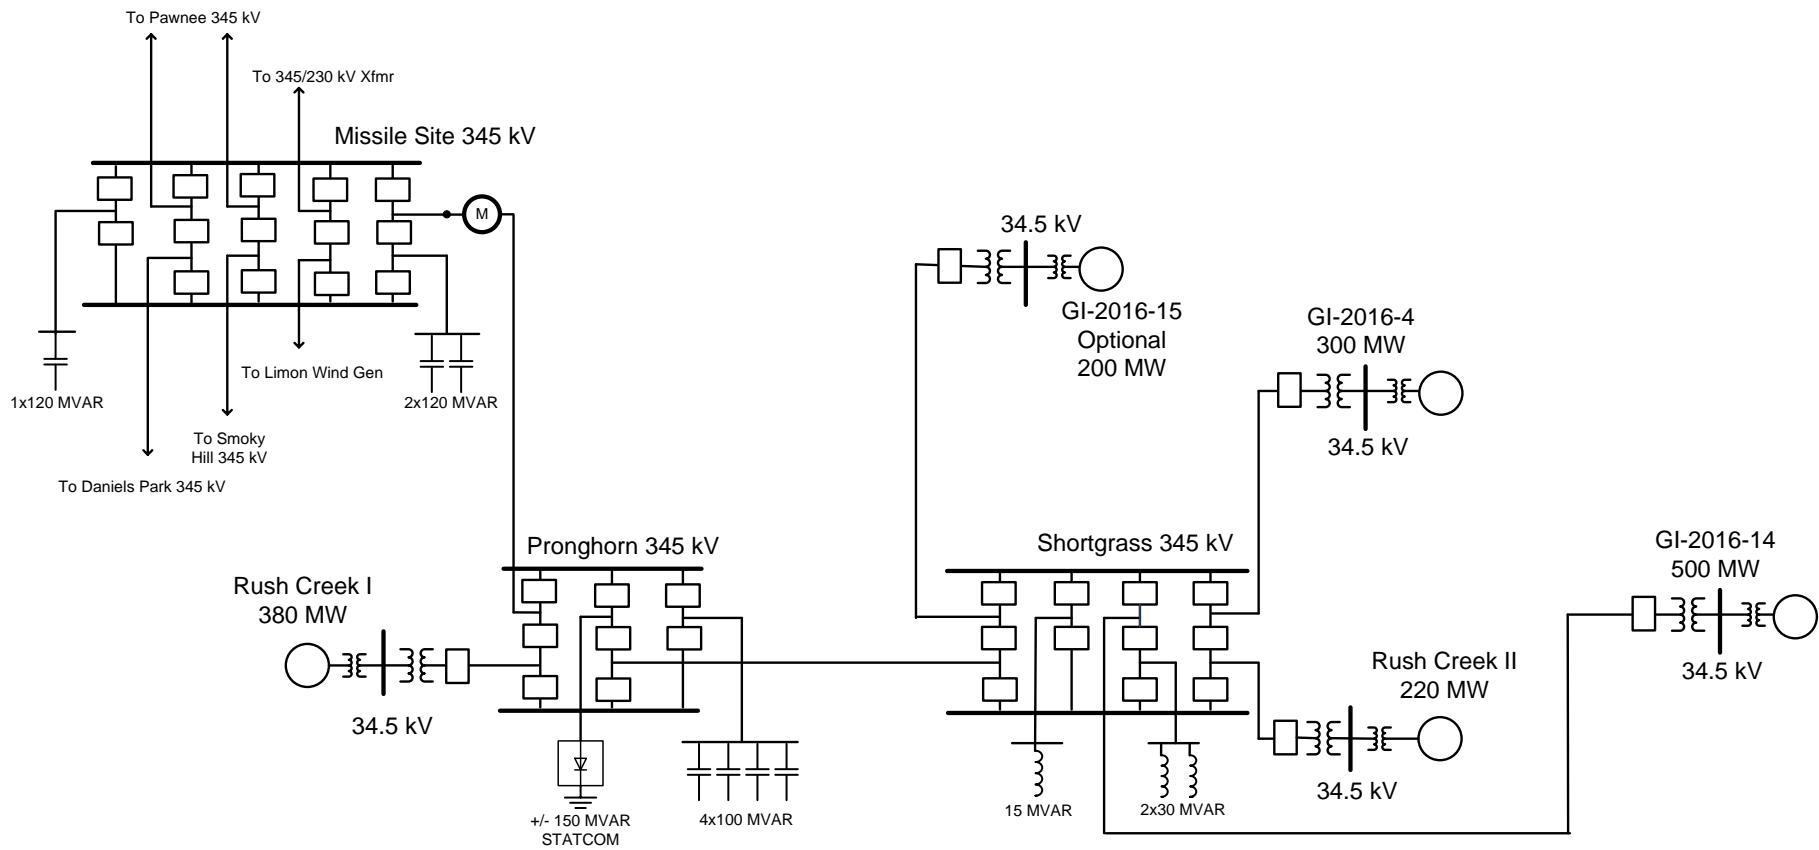 To Pawnee 345 kV
To 345/230 kV Xfmr
Missile Site 345 kV
M
To Limon Wind Gen
1x120 MVAR
2x120 MVAR
To Smoky
Hill 345 kV
To Daniels Park 345 kV
34.5 kV
GI-2016-15
Optional
200 MW
GI-2016-4
300 MW
34.5 kV
Pronghorn 345 kV
Shortgrass 345 kV
GI-2016-14
500 MW
34.5 kV
Rush Creek I
380 MW
34.5 kV
Rush Creek II
220 MW
34.5 kV
+/- 150 MVAR
STATCOM
4x100 MVAR
15 MVAR
2x30 MVAR